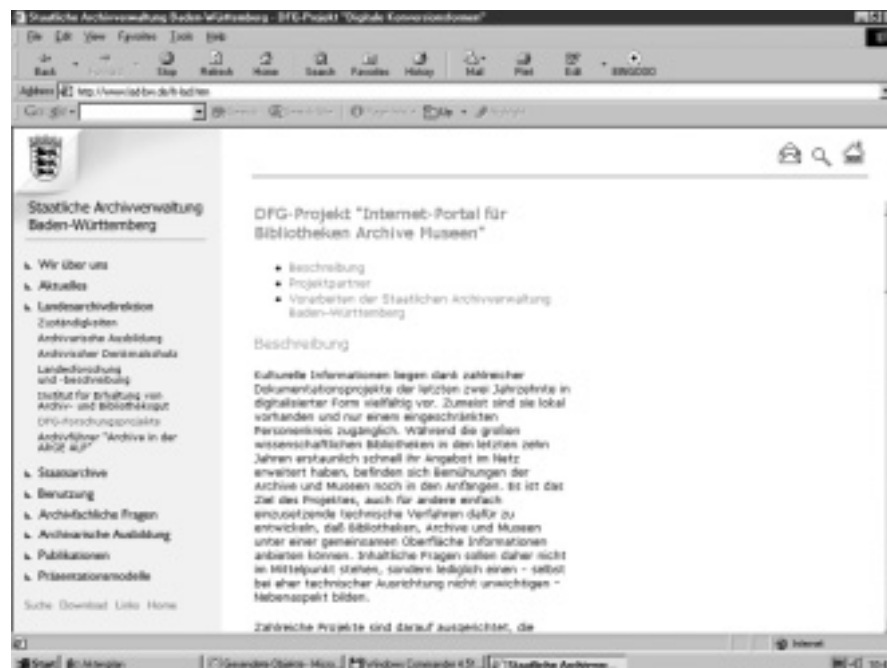 Staatliche Archivverwaltung Baden-Württemberg - DFG-Projekt "Digitale Konversionsformen"
File Edit View Favorites Tools Help
Back Stop Refresh Home Search Favorites History Mail Print Edit
Address
Google
Staatliche Archivverwaltung
Baden-Württemberg
Wir über uns
Aktuelles
Landesarchivdirektion
Zuständigkeiten
Archivarische Ausbildung
Archivischer Denkmalschutz
Landesforschung
und -beschreibung
Institut für Erhaltung von
Archiv- und Bibliotheksgut
DFG-Forschungsprojekte
Archivführer "Archive in der
ARGE ALP"
Staatsarchive
Benutzung
Archivfachliche Fragen
Archivarische Ausbildung
Publikationen
Präsentationsmodelle
Suche Download Links Home
DFG-Projekt "Internet-Portal für
Bibliotheken Archive Museen"
Beschreibung
Projektpartner
Vorarbeiten der Staatlichen Archivverwaltung
Baden-Württemberg
Beschreibung
Kulturelle Informationen liegen dank zahlreicher
Dokumentationsprojekte der letzten zwei Jahrzehnte in
digitalisierter Form vielfältig vor. Zumeist sind sie lokal
vorhanden und nur einem eingeschränkten
Personenkreis zugänglich. Während die großen
wissenschaftlichen Bibliotheken in den letzten zehn
Jahren erstaunlich schnell ihr Angebot im Netz
erweitert haben, befinden sich Bemühungen der
Archive und Museen noch in den Anfängen. Es ist das
Ziel des Projektes, auch für andere einfach
einzusetzende technische Verfahren dafür zu
entwickeln, daß Bibliotheken, Archive und Museen
unter einer gemeinsamen Oberfläche Informationen
anbieten können. Inhaltliche Fragen sollen daher nicht
im Mittelpunkt stehen, sondern lediglich einen - selbst
bei eher technischer Ausrichtung nicht unwichtigen -
Nebenaspekt bilden.
Zahlreiche Projekte sind darauf ausgerichtet, die
Internet
Start Windows Commander Staatliche Archivverw...